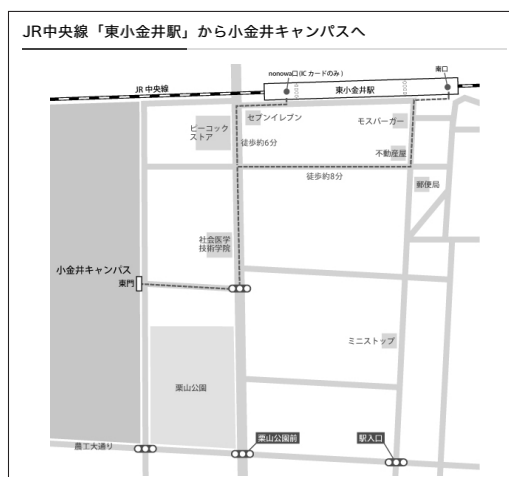 JR中央線「東小金井駅」から小金井キャンパスへ
nonowa口(ICカードのみ)
南口
JR 中央線
東小金井駅
セブンイレブン
モスバーガー
ピーコック
ストア
徒歩約6分
不動産屋
徒歩約8分
郵便局
社会医学
技術学院
小金井キャンパス
東門
ミニストップ
栗山公園
農工大通り
栗山公園前
駅入口